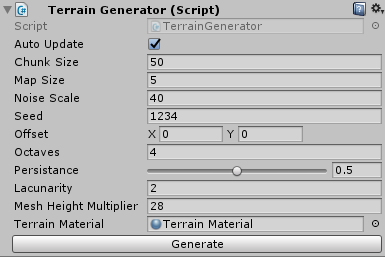 Terrain Generator (Script)
Script TerrainGenerator
Auto Update
Chunk Size 50
Map Size 5
Noise Scale 40
Seed 1234
Offset X 0 Y 0
Octaves 4
Persistance 0.5
Lacunarity 2
Mesh Height Multiplier 28
Terrain Material Terrain Material
Generate